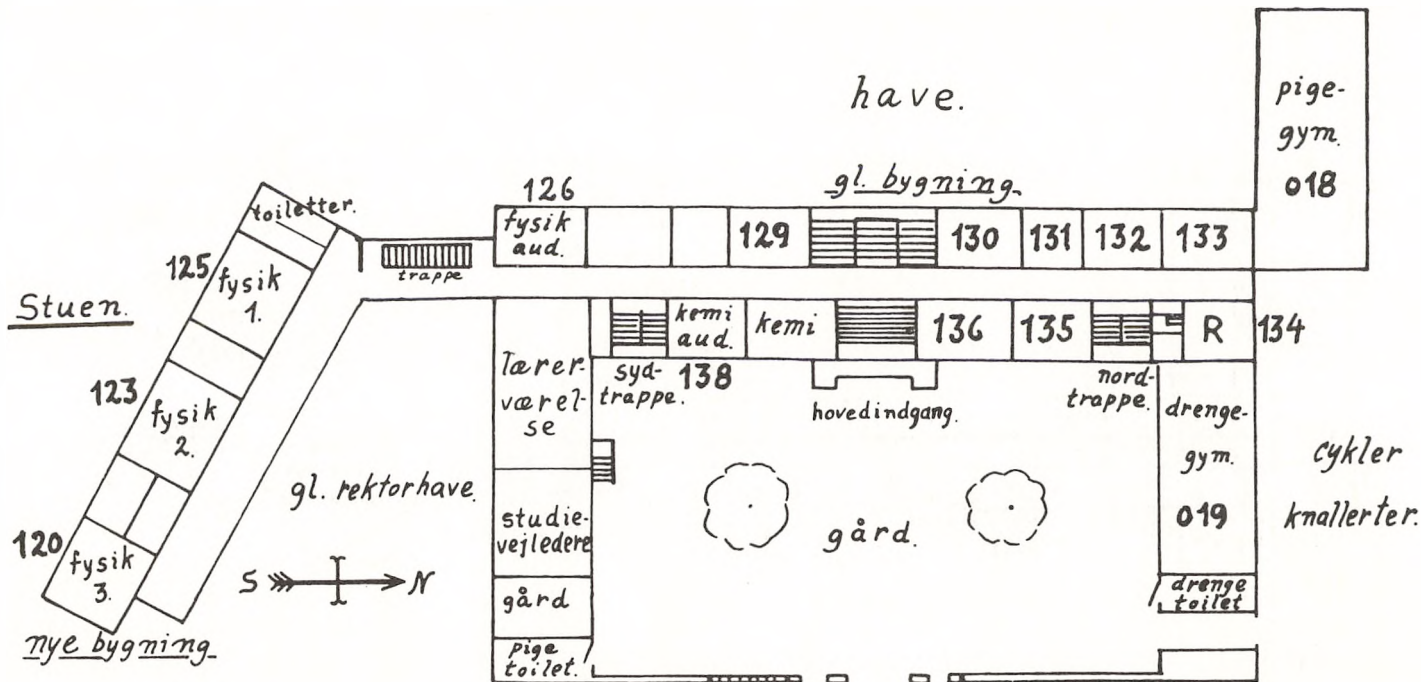 have.
pige-
gym.
018
126
gl. bygning.
toiletter.
fysik
aud.
129
130
131
132
133
125
fysik
1.
trappe
Stuen.
kemi
aud.
kemi
136
135
R
134
lærer-
værel-
se
syd-
trappe.
138
hovedindgang.
nord-
trappe.
drenge-
gym.
019
123
fysik
2.
gl. rektorhave.
cykler
knallerter.
studie-
vejledere
gård.
120
fysik
3.
S
N
gård
drenge
toilet
nye bygning
pige
toilet.